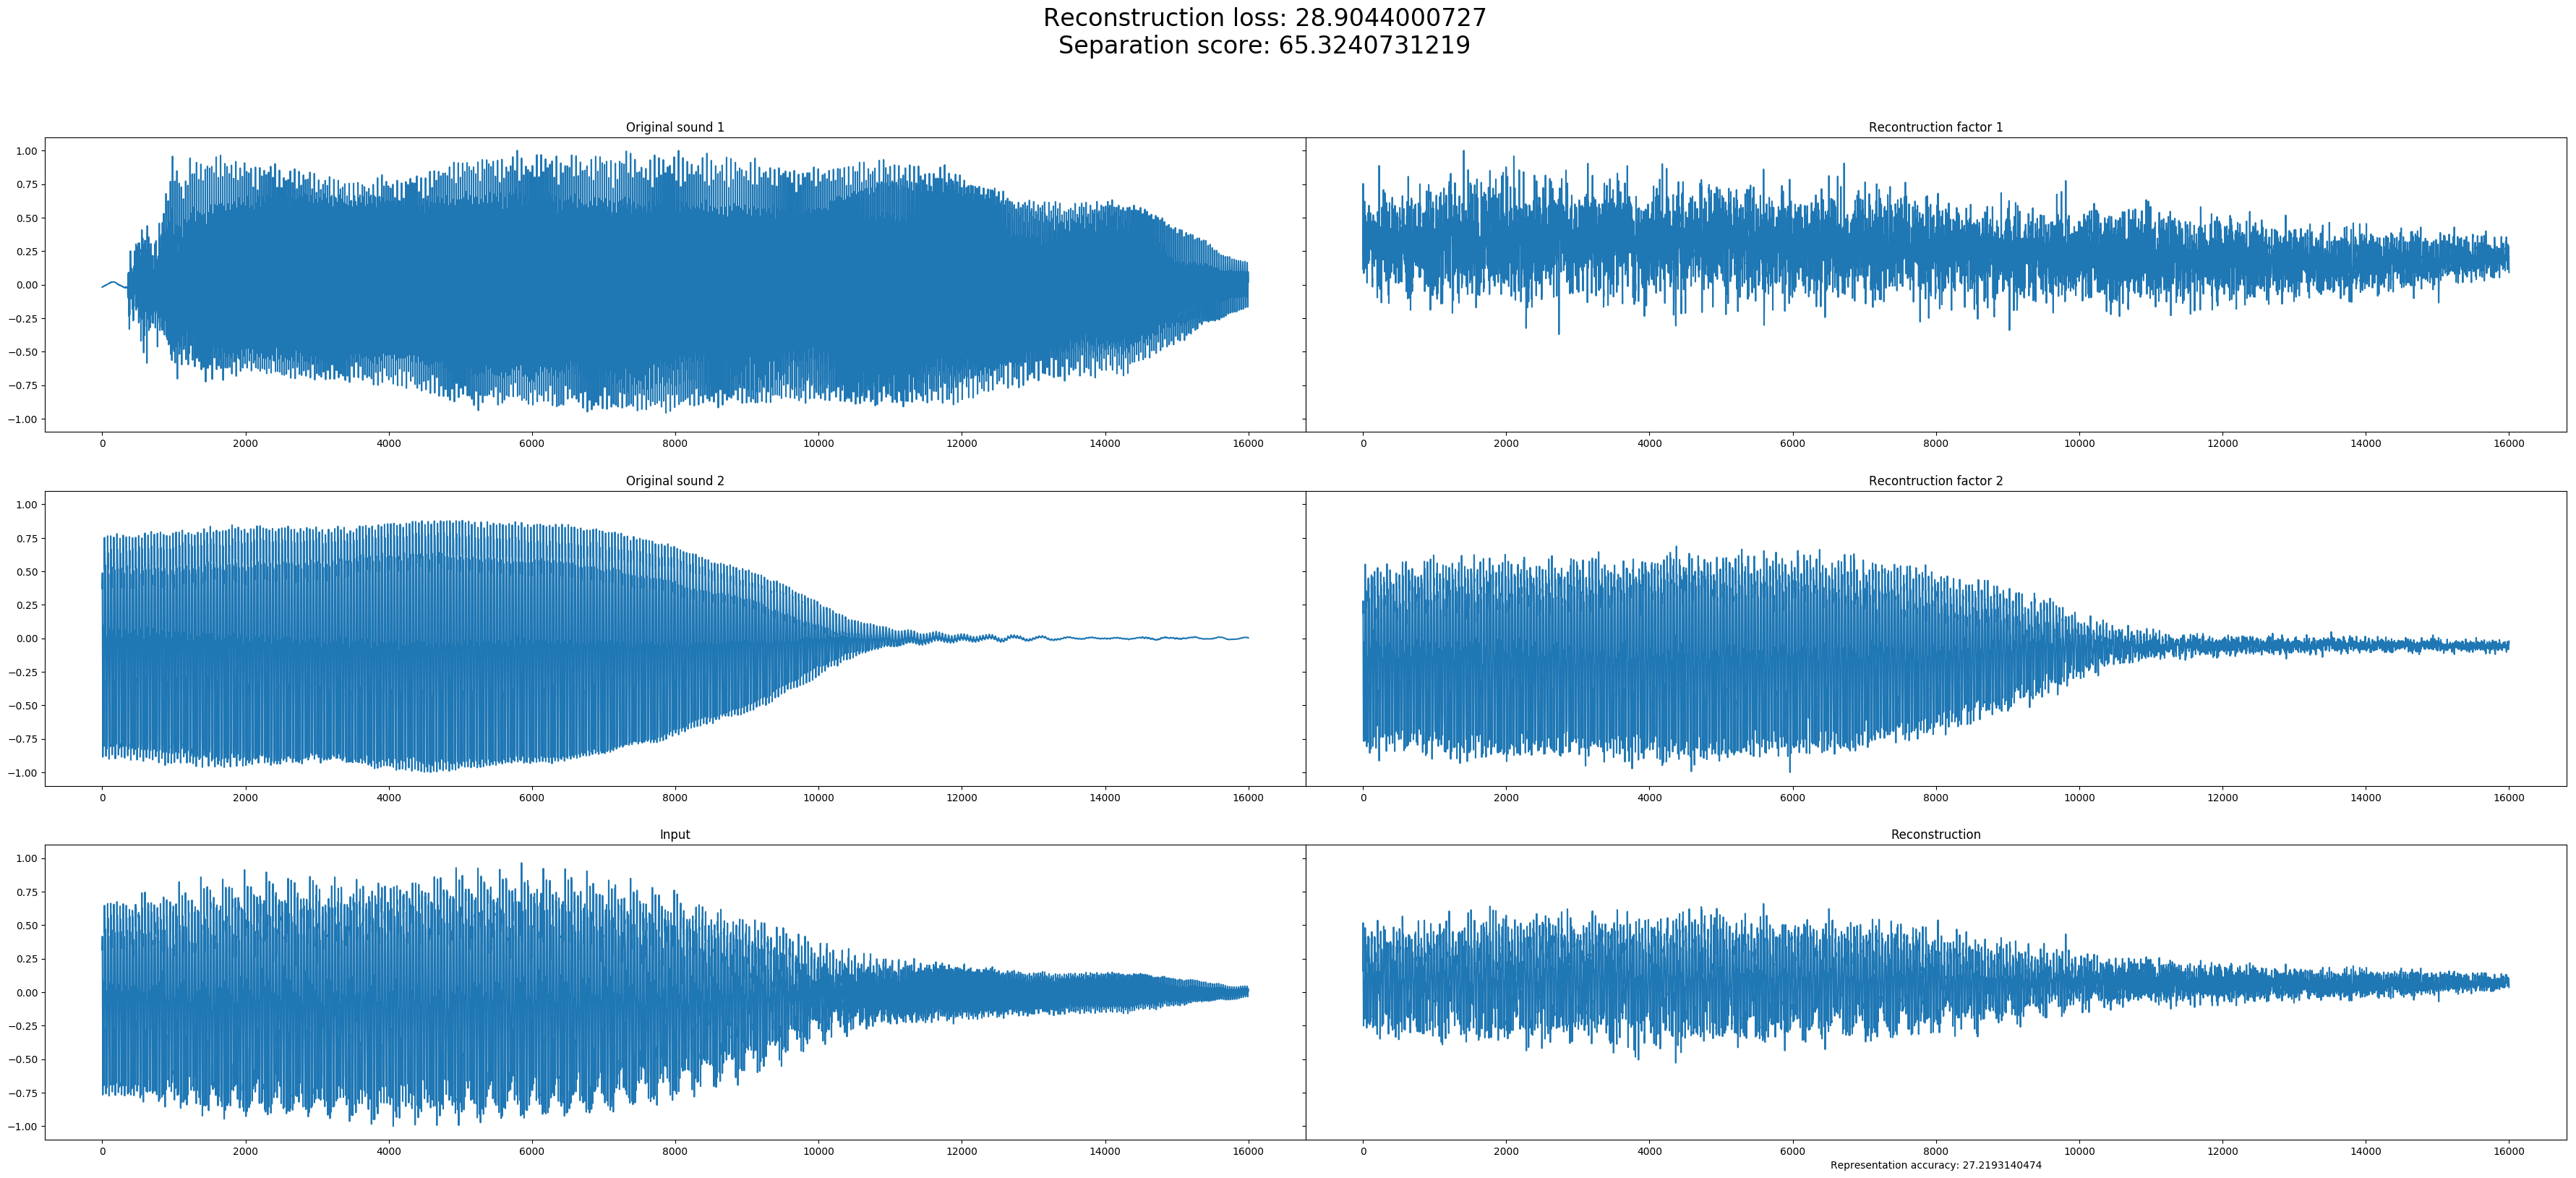 Reconstruction loss: 28.9044000727
Separation score: 65.3240731219
Original sound 1
Recontruction factor 1
1.00
0.75
0.50
0.25
0.00
−0.25
−0.50
−0.75
−1.00
0 2000 4000 6000 8000 10000 12000 14000 16000
0 2000 4000 6000 8000 10000 12000 14000 16000
Original sound 2
Recontruction factor 2
1.00
0.75
0.50
0.25
0.00
−0.25
−0.50
−0.75
−1.00
0 2000 4000 6000 8000 10000 12000 14000 16000
0 2000 4000 6000 8000 10000 12000 14000 16000
Input
Reconstruction
1.00
0.75
0.50
0.25
0.00
−0.25
−0.50
−0.75
−1.00
0 2000 4000 6000 8000 10000 12000 14000 16000
0 2000 4000 6000 8000 10000 12000 14000 16000
Representation accuracy: 27.2193140474